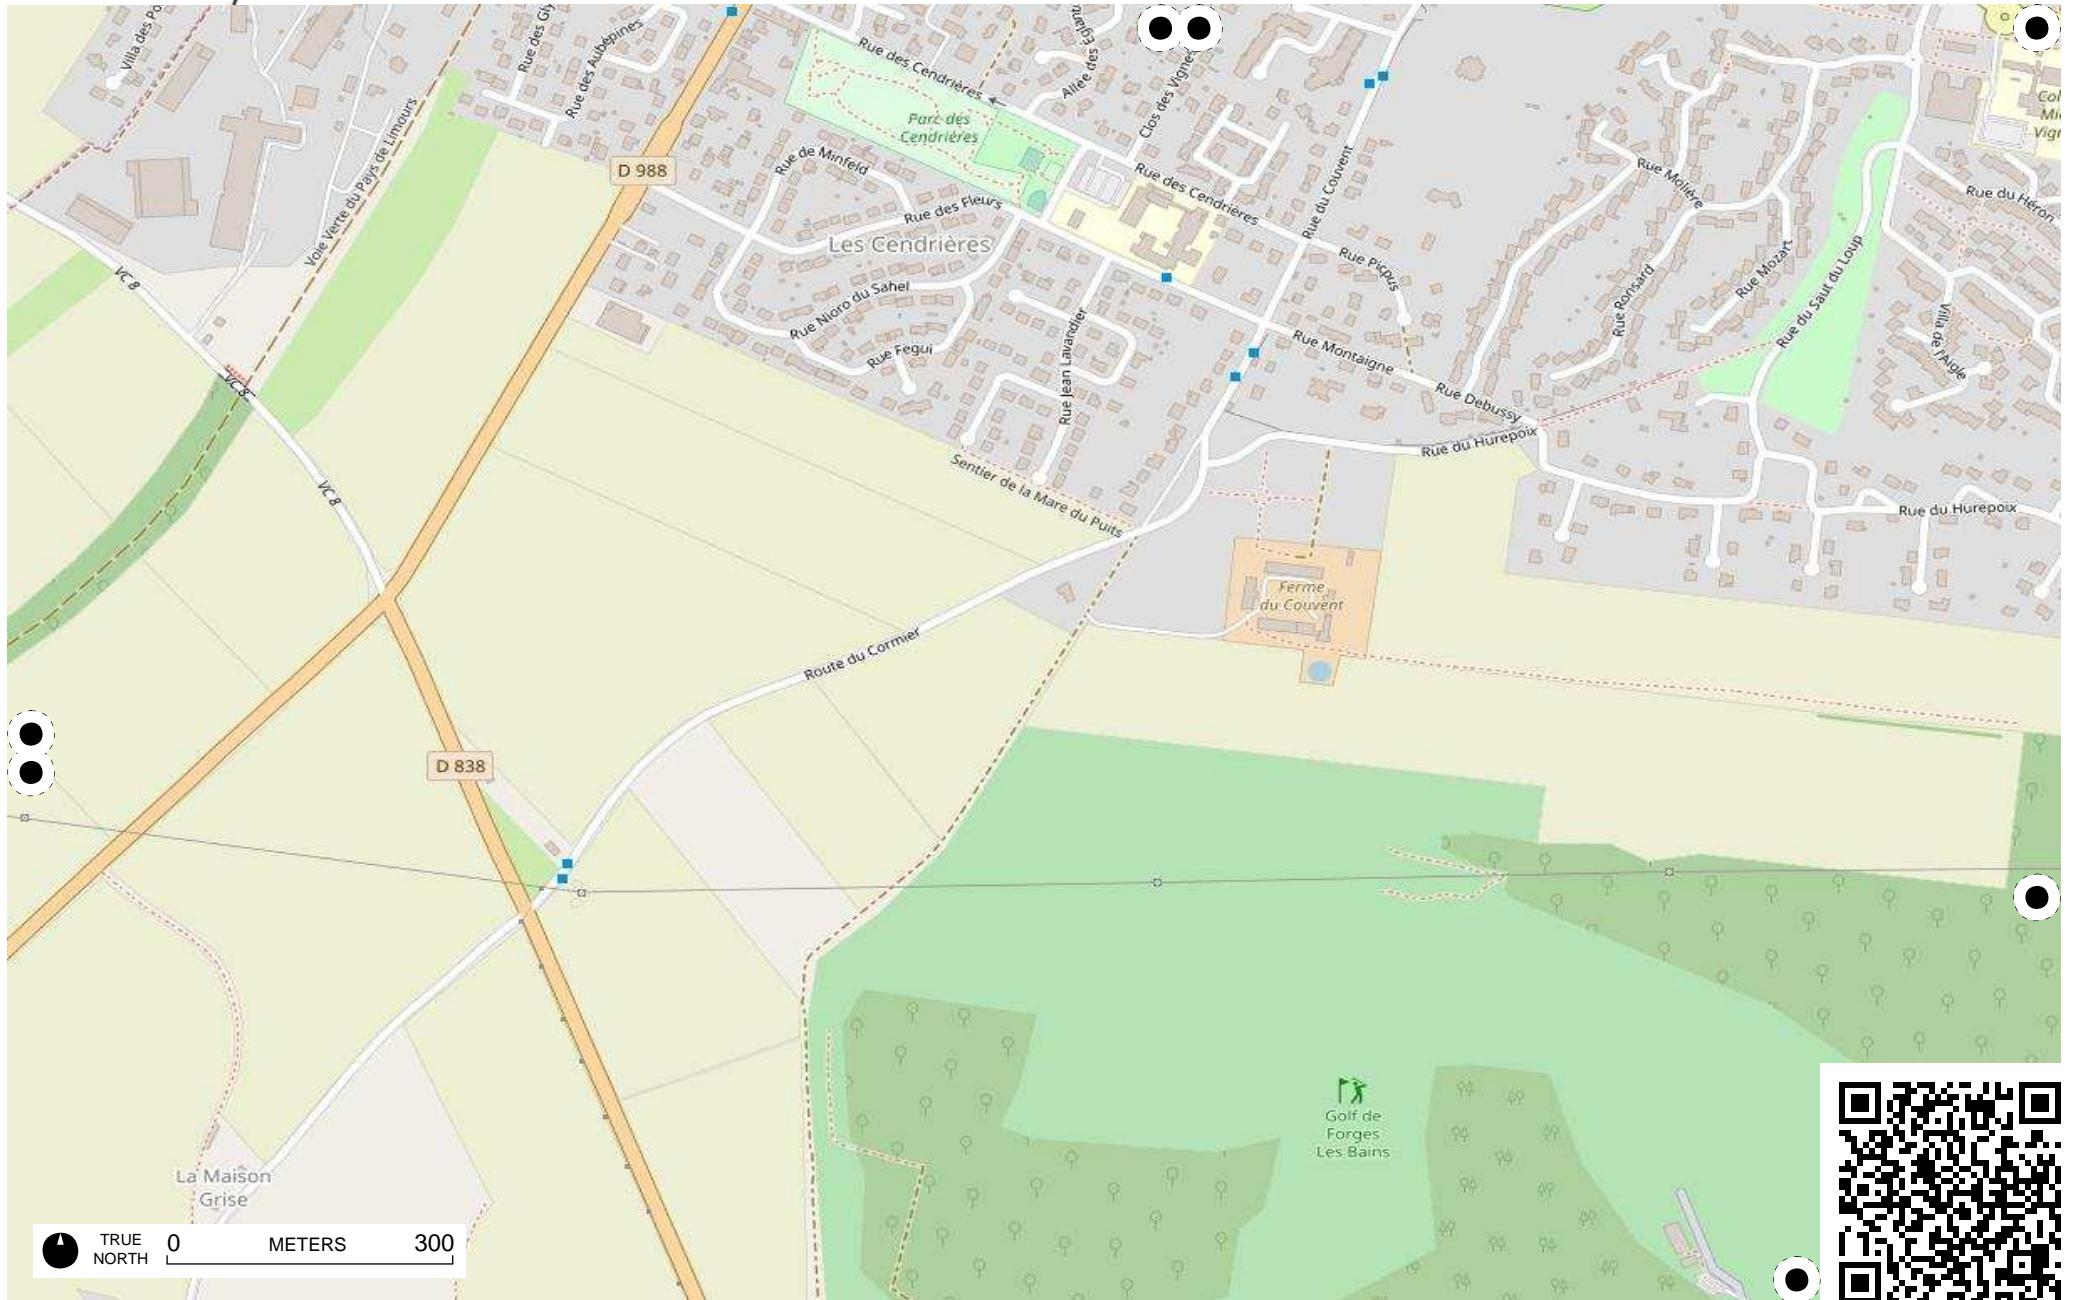 Villa des Po
Rue des Gly
Rue des Aubépines
Rue des Cendrières
Allée des Églant
Clos des Vignes
Col
Mi
Vign
Voie Verte du Pays de Limours
Parc des
Cendrières
D 988
Rue de Minfeld
Rue des Cendrières
Rue du Couvent
Rue Molière
Rue du Héron
Rue des Fleurs
Les Cendrières
Rue Picpus
Rue Ronsard
Rue Mozart
Rue du Saut du Loup
VC 8
Rue Nioro du Sahel
Rue Fegui
Rue Jean Lavandier
Rue Montaigne
Villa de l'Aigle
VC 8
Rue Debussy
Rue du Hurepoix
VC 8
Sentier de la Mare du Puits
Rue du Hurepoix
Ferme
du Couvent
Route du Cormier
D 838
Golf de
Forges
Les Bains
La Maison
Grise
TRUE
NORTH
0 METERS 300